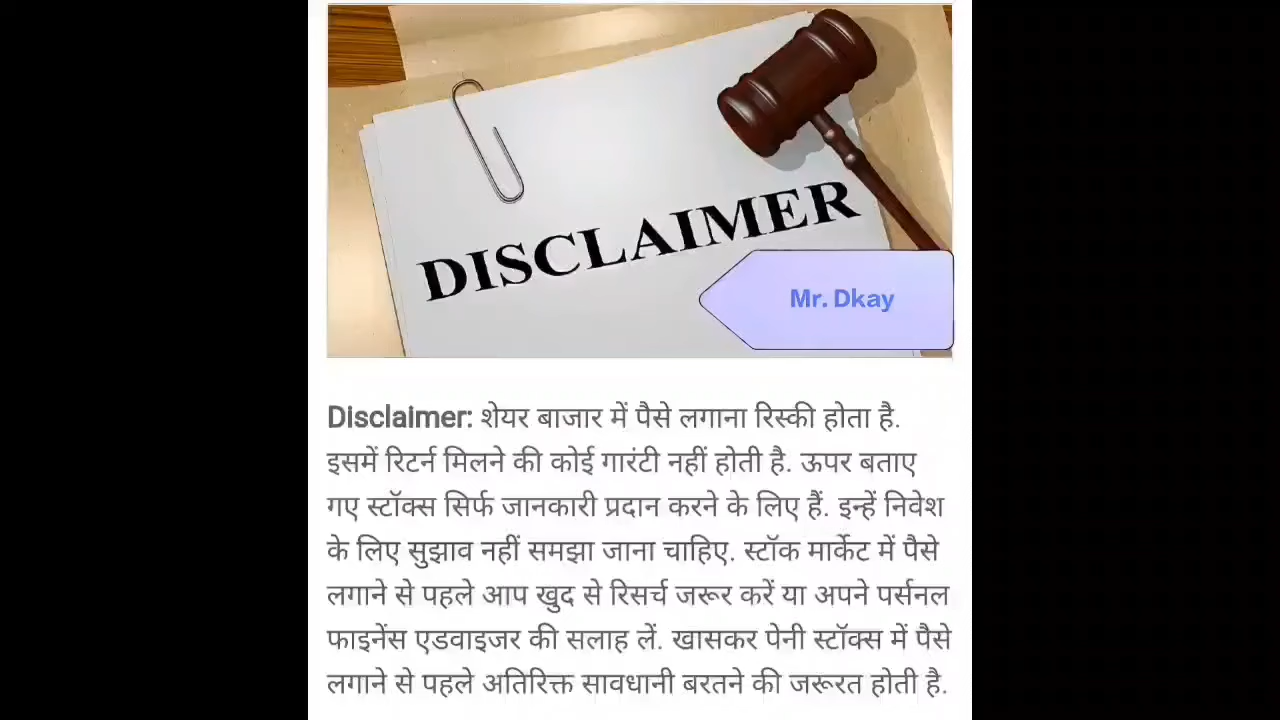 DISCLAIMER
Mr. Dkay
Disclaimer: शेयर बाजार में पैसे लगाना रिस्की होता है.
इसमें रिटर्न मिलने की कोई गारंटी नहीं होती है. ऊपर बताए
गए स्टॉक्स सिर्फ जानकारी प्रदान करने के लिए हैं. इन्हें निवेश
के लिए सुझाव नहीं समझा जाना चाहिए. स्टॉक मार्केट में पैसे
लगाने से पहले आप खुद से रिसर्च जरूर करें या अपने पर्सनल
फाइनेंस एडवाइजर की सलाह लें. खासकर पेनी स्टॉक्स में पैसे
लगाने से पहले अतिरिक्त सावधानी बरतने की जरूरत होती है.